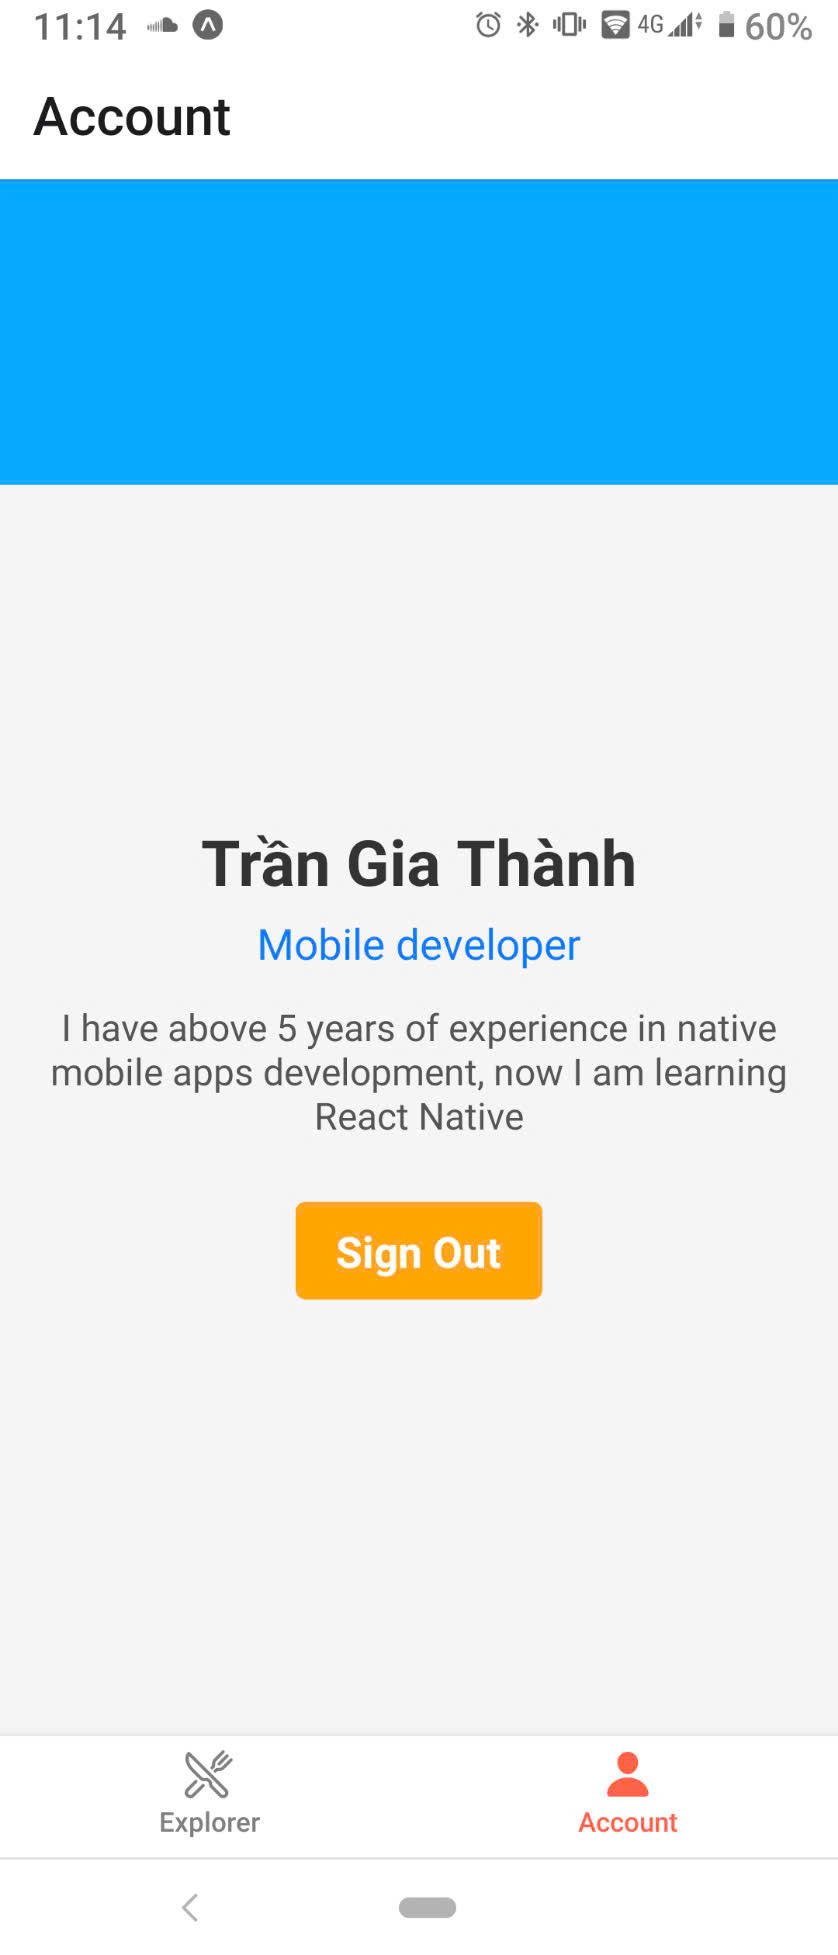 11:14
4G
60%
Account
Trần Gia Thành
Mobile developer
I have above 5 years of experience in native
mobile apps development, now I am learning
React Native
Sign Out
Explorer
Account